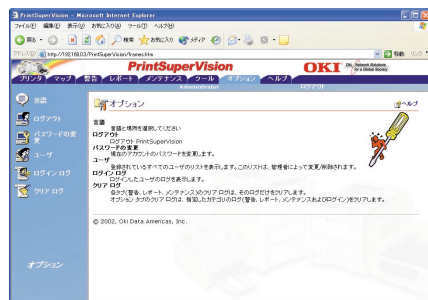 PrintSuperVision - Microsoft Internet Explorer
ファイル(F) 編集(E) 表示(V) お気に入り(A) ツール(T) ヘルプ(H)
戻る 検索 お気に入り メディア
アドレス(D) http://192.168.0.3/PrintSuperVision/frames.htm 移動 リンク
PrintSuperVision
OKI Network Solutions for a Global Society
プリンタ マップ 警告 レポート メンテナンス ツール オプション ヘルプ
Administrator ログアウト
言語
ログアウト
パスワードの変更
ユーザ
ログイン ログ
クリア ログ
オプション
オプション
ヘルプ
言語
言語と場所を選択してください
ログアウト
ログアウト PrintSuperVision
パスワードの変更
現在のアカウントのパスワードを変更します。
ユーザ
登録されているすべてのユーザのリストを表示します。このリストは、管理者によって変更/削除されます。
ログイン ログ
ログインしたユーザのログを表示します。
クリア ログ
各タブ(警告、レポート、メンテナンス)のクリア ログは、そのログだけをクリアします。
オプション タブのクリア ログは、指定したカテゴリのログ(警告、レポート、メンテナンスおよびログイン)をクリアします。
© 2002, Oki Data Americas, Inc.